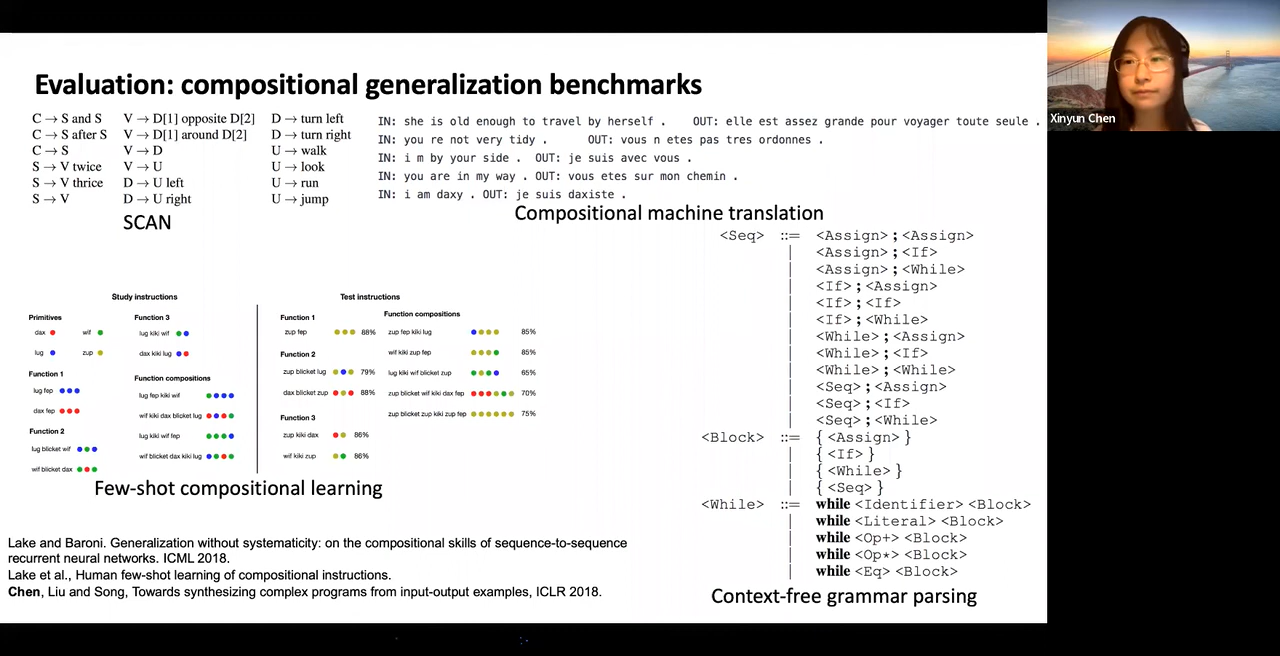 Evaluation: compositional generalization benchmarks
C → S and S V → D[1] opposite D[2] D → turn left
C → S after S V → D[1] around D[2] D → turn right
C → S V → D U → walk
S → V twice V → U U → look
S → V thrice D → U left U → run
S → V D → U right U → jump
SCAN
IN: she is old enough to travel by herself . OUT: elle est assez grande pour voyager toute seule .
IN: you re not very tidy . OUT: vous n etes pas tres ordonnes .
IN: i m by your side . OUT: je suis avec vous .
IN: you are in my way . OUT: vous etes sur mon chemin .
IN: i am daxy . OUT: je suis daxiste .
Compositional machine translation
Study instructions
Primitives
dax wif
lug zup
Function 1
lug fep
dax fep
Function 2
lug blicket wif
wif blicket dax
Function 3
lug kiki wif
dax kiki lug
Function compositions
lug fep kiki wif
wif kiki dax blicket lug
lug kiki wif fep
wif blicket dax kiki lug
Test instructions
Function 1
zup fep 88%
Function 2
zup blicket lug 79%
dax blicket zup 88%
Function 3
zup kiki dax 86%
wif kiki zup 86%
Function compositions
zup fep kiki lug 85%
wif kiki zup fep 85%
lug kiki wif blicket zup 65%
zup blicket wif kiki dax fep 70%
zup blicket zup kiki zup fep 75%
Few-shot compositional learning
<Seq> ::= <Assign>;<Assign>
| <Assign>;<If>
| <Assign>;<While>
| <If>;<Assign>
| <If>;<If>
| <If>;<While>
| <While>;<Assign>
| <While>;<If>
| <While>;<While>
| <Seq>;<Assign>
| <Seq>;<If>
| <Seq>;<While>
<Block> ::= {<Assign>}
| {<If>}
| {<While>}
| {<Seq>}
<While> ::= while <Identifier> <Block>
| while <Literal> <Block>
| while <Op+> <Block>
| while <Op*> <Block>
| while <Eq> <Block>
Context-free grammar parsing
Lake and Baroni. Generalization without systematicity: on the compositional skills of sequence-to-sequence
recurrent neural networks. ICML 2018.
Lake et al., Human few-shot learning of compositional instructions.
Chen, Liu and Song, Towards synthesizing complex programs from input-output examples, ICLR 2018.
Xinyun Chen